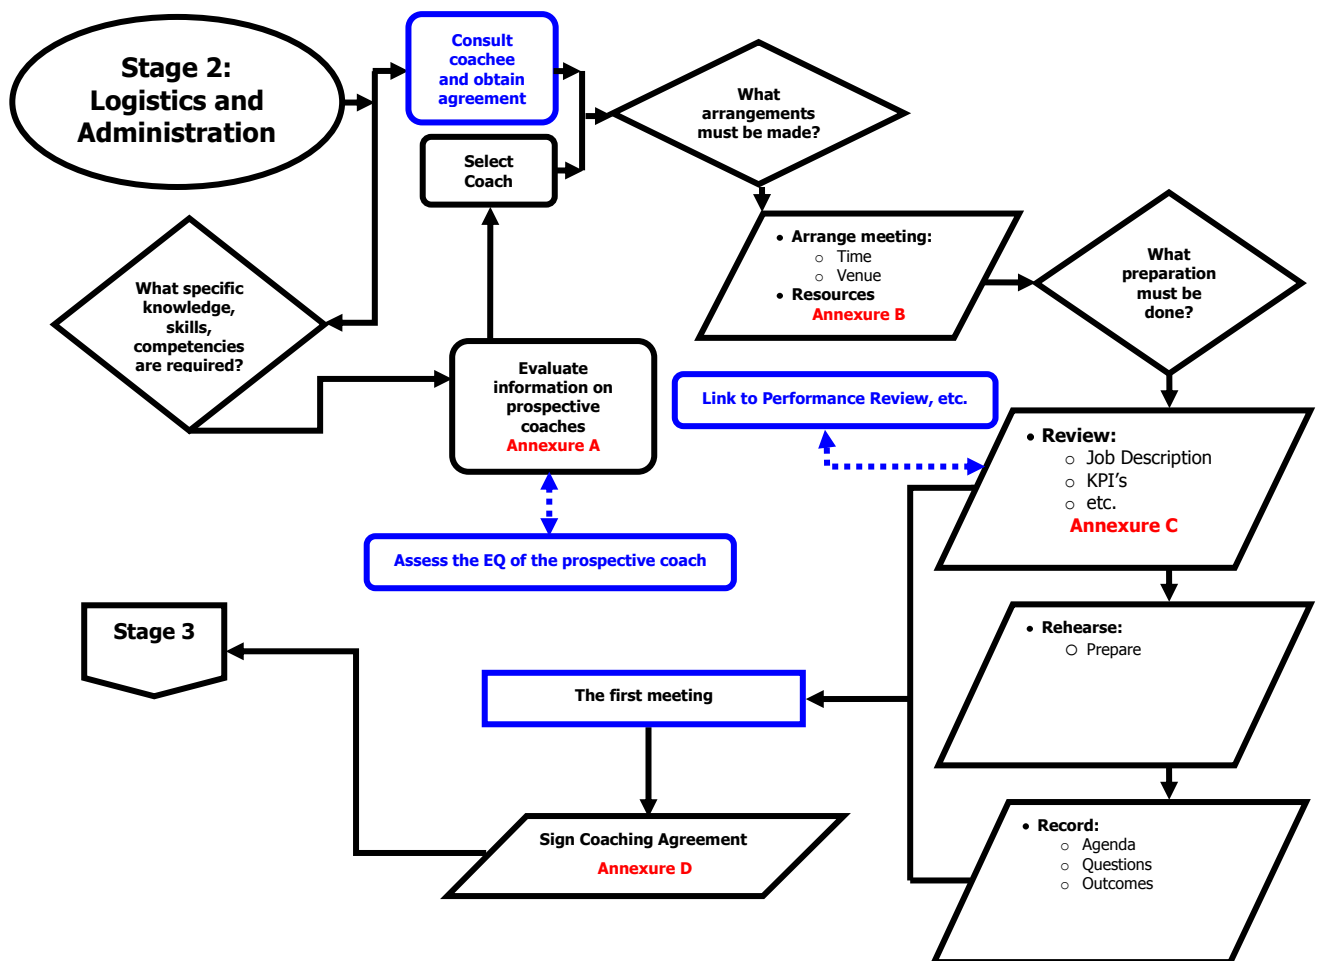 Stage 2:
Logistics and
Administration
Consult
coachee
and obtain
agreement
Select
Coach
What
arrangements
must be made?
• Arrange meeting:
o Time
o Venue
• Resources
Annexure B
What
preparation
must be
done?
What specific
knowledge,
skills,
competencies
are required?
Evaluate
information on
prospective
coaches
Annexure A
Link to Performance Review, etc.
• Review:
o Job Description
o KPI's
o etc.
Annexure C
Assess the EQ of the prospective coach
Stage 3
• Rehearse:
o Prepare
The first meeting
• Record:
o Agenda
o Questions
o Outcomes
Sign Coaching Agreement
Annexure D